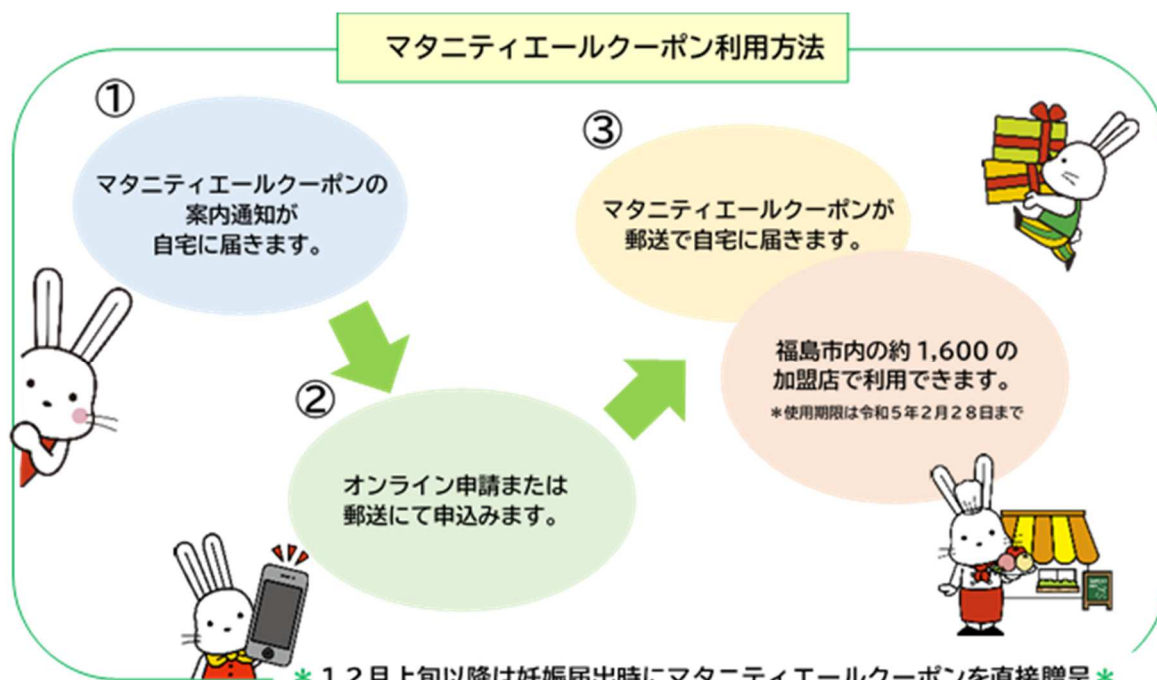 マタニティエールクーポン利用方法
①
マタニティエールクーポンの
案内通知が
自宅に届きます。
②
オンライン申請または
郵送にて申込みます。
③
マタニティエールクーポンが
郵送で自宅に届きます。
福島市内の約1,600の
加盟店で利用できます。
*使用期限は令和5年2月28日まで
*12月上旬以降は妊娠届出時にマタニティエールクーポンを直接贈呈*